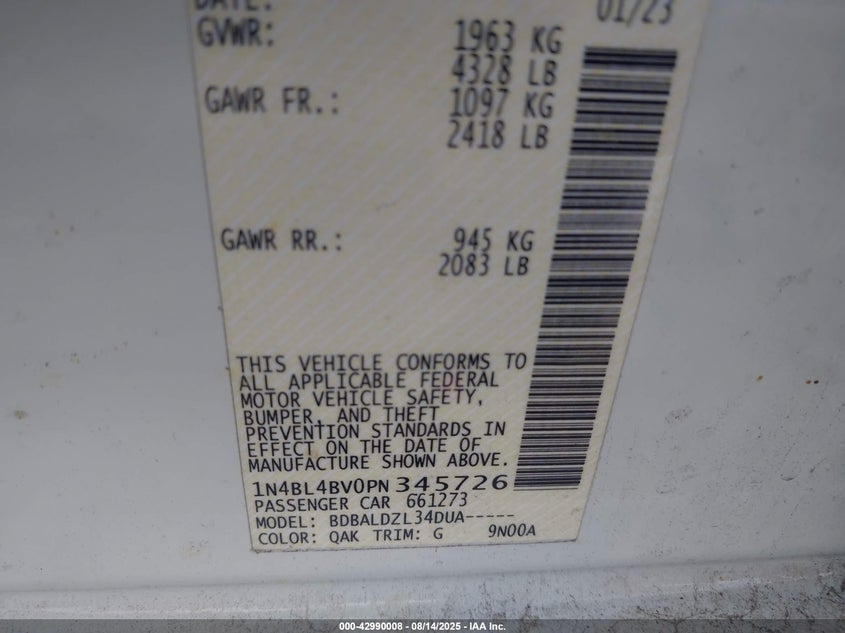 DATE: 01/23
GVWR: 1963 KG
4328 LB
GAWR FR.: 1097 KG
2418 LB
GAWR RR.: 945 KG
2083 LB
THIS VEHICLE CONFORMS TO
ALL APPLICABLE FEDERAL
MOTOR VEHICLE SAFETY,
BUMPER, AND THEFT
PREVENTION STANDARDS IN
EFFECT ON THE DATE OF
MANUFACTURE SHOWN ABOVE.
1N4BL4BV0PN 345726
PASSENGER CAR 661273
MODEL: BDBALDZL34DUA-----
COLOR: QAK TRIM: G 9N00A
000-42990008 - 08/14/2025 - IAA Inc.